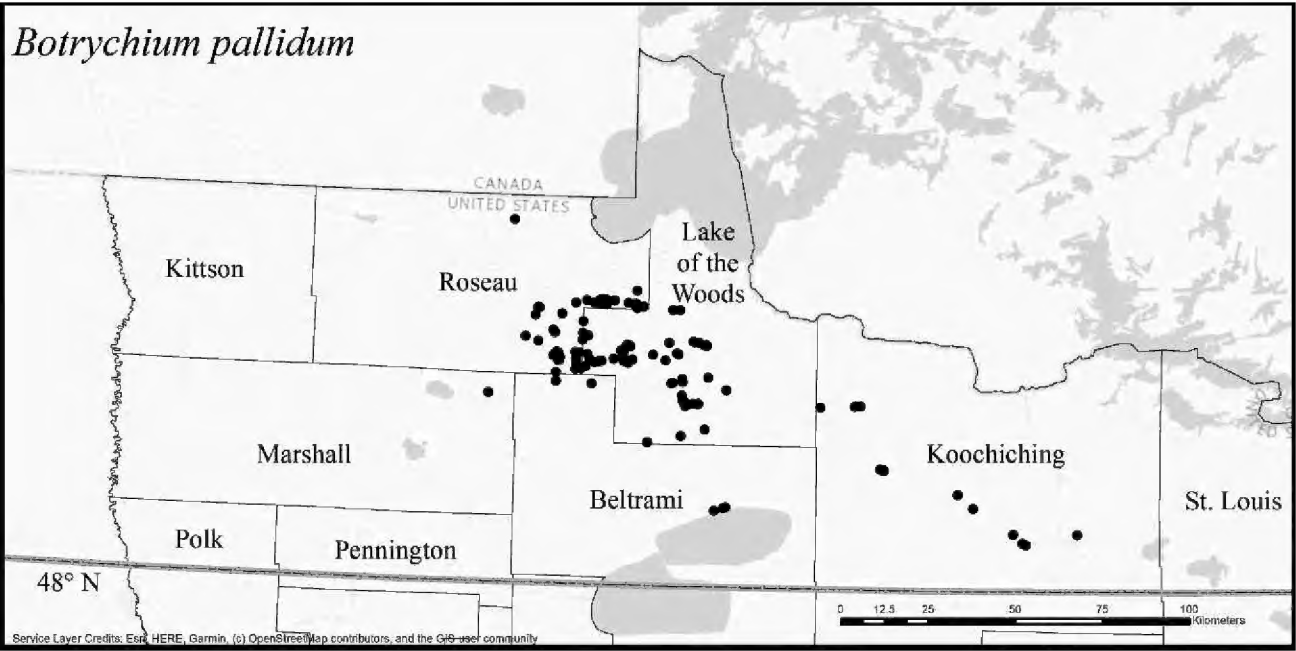 Botrychium pallidum
CANADA
UNITED STATES
Kittson
Roseau
Lake
of the
Woods
Marshall
Koochiching
Beltrami
St. Louis
Polk
Pennington
48° N
0 12.5 25 50 75 100
Kilometers
Service Layer Credits: Esri, HERE, Garmin, (c) OpenStreetMap contributors, and the GIS user community